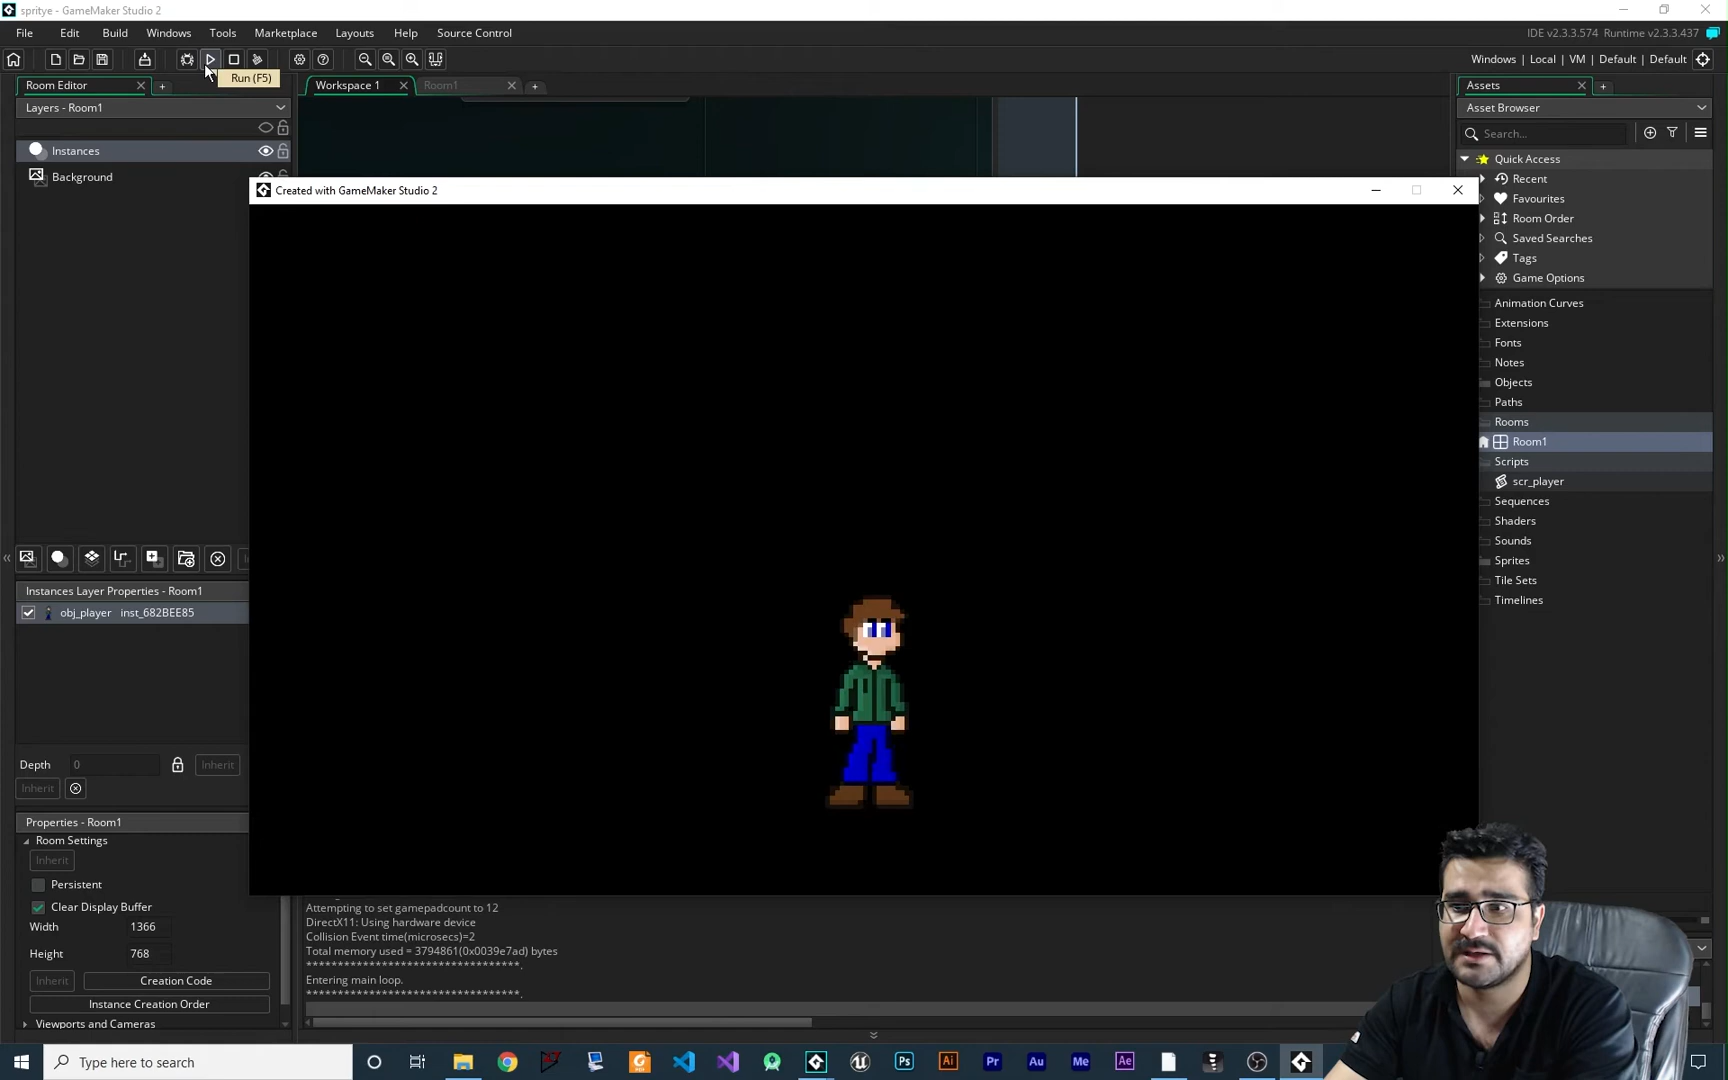 spritye - GameMaker Studio 2
File Edit Build Windows Tools Marketplace Layouts Help Source Control
IDE v2.3.3.574 Runtime v2.3.3.437
Windows | Local | VM | Default | Default
Run (F5)
Room Editor
Workspace 1
Room1
Assets
Layers - Room1
Asset Browser
Search...
Instances
Background
Quick Access
Recent
Favourites
Room Order
Saved Searches
Tags
Game Options
Animation Curves
Extensions
Fonts
Notes
Objects
Paths
Rooms
Room1
Scripts
scr_player
Sequences
Shaders
Sounds
Sprites
Tile Sets
Timelines
Created with GameMaker Studio 2
Instances Layer Properties - Room1
obj_player inst_682BEE85
Depth 0 Inherit
Inherit
Properties - Room1
Room Settings
Inherit
Persistent
Clear Display Buffer
Width 1366
Height 768
Inherit Creation Code
Instance Creation Order
Viewports and Cameras
Attempting to set gamepadcount to 12
DirectX11: Using hardware device
Collision Event time(microsecs)=2
Total memory used = 3794861(0x0039e7ad) bytes
**********************************.
Entering main loop.
**********************************.
Type here to search
Ps
Ai
Pr
Au
Me
Ae